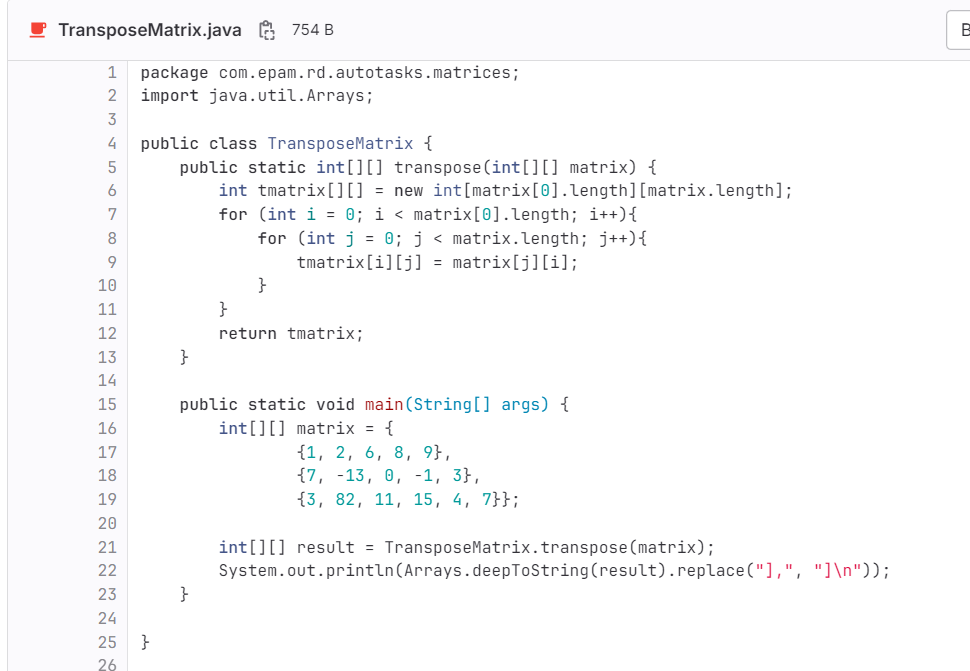 TransposeMatrix.java 754 B B
1 package com.epam.rd.autotasks.matrices;
2 import java.util.Arrays;
3
4 public class TransposeMatrix {
5     public static int[][] transpose(int[][] matrix) {
6         int tmatrix[][] = new int[matrix[0].length][matrix.length];
7         for (int i = 0; i < matrix[0].length; i++){
8             for (int j = 0; j < matrix.length; j++){
9                 tmatrix[i][j] = matrix[j][i];
10             }
11         }
12         return tmatrix;
13     }
14
15     public static void main(String[] args) {
16         int[][] matrix = {
17                 {1, 2, 6, 8, 9},
18                 {7, -13, 0, -1, 3},
19                 {3, 82, 11, 15, 4, 7}};
20
21         int[][] result = TransposeMatrix.transpose(matrix);
22         System.out.println(Arrays.deepToString(result).replace("],", "]\n"));
23     }
24
25 }
26